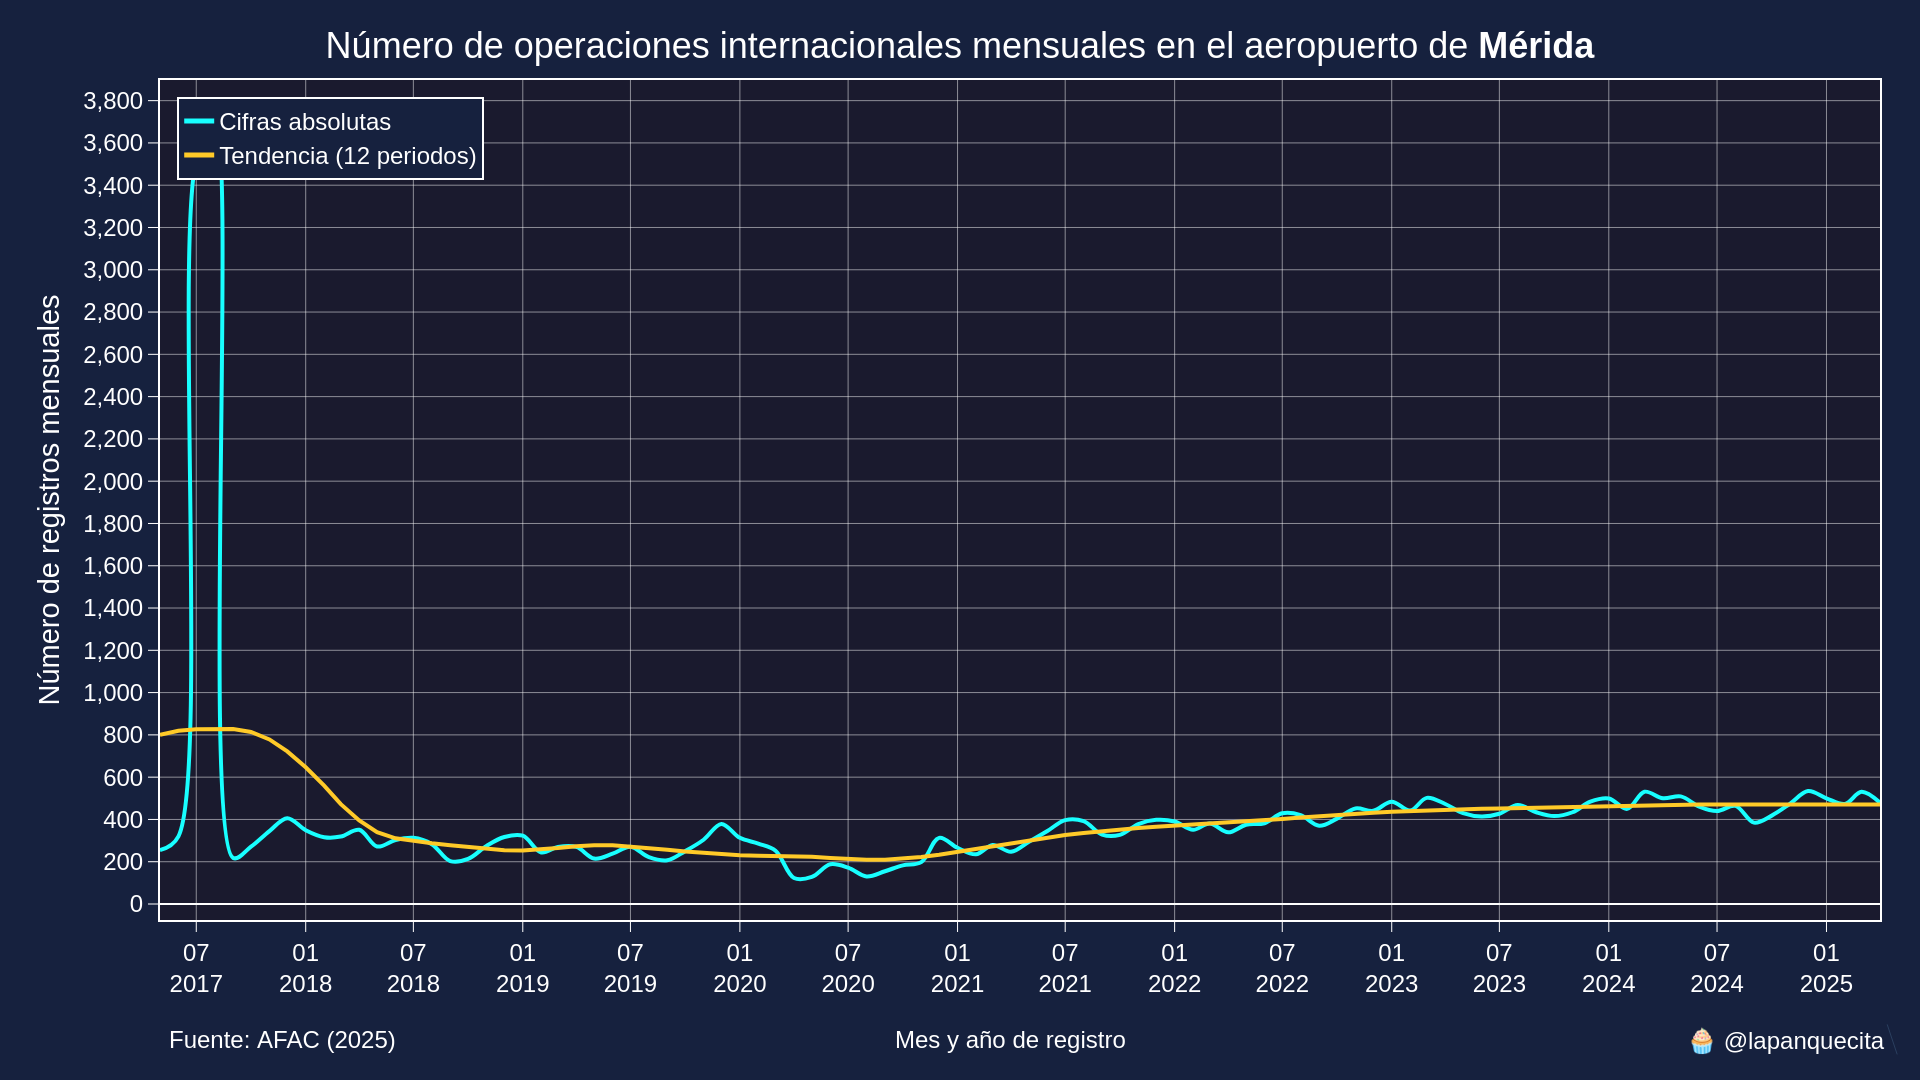 Número de operaciones internacionales mensuales en el aeropuerto de Mérida
Cifras absolutas
Tendencia (12 periodos)
Número de registros mensuales
3,800
3,600
3,400
3,200
3,000
2,800
2,600
2,400
2,200
2,000
1,800
1,600
1,400
1,200
1,000
800
600
400
200
0
07 01 07 01 07 01 07 01 07 01 07 01 07 01 07 01
2017 2018 2018 2019 2019 2020 2020 2021 2021 2022 2022 2023 2023 2024 2024 2025
Fuente: AFAC (2025)
Mes y año de registro
🧁 @lapanquecita